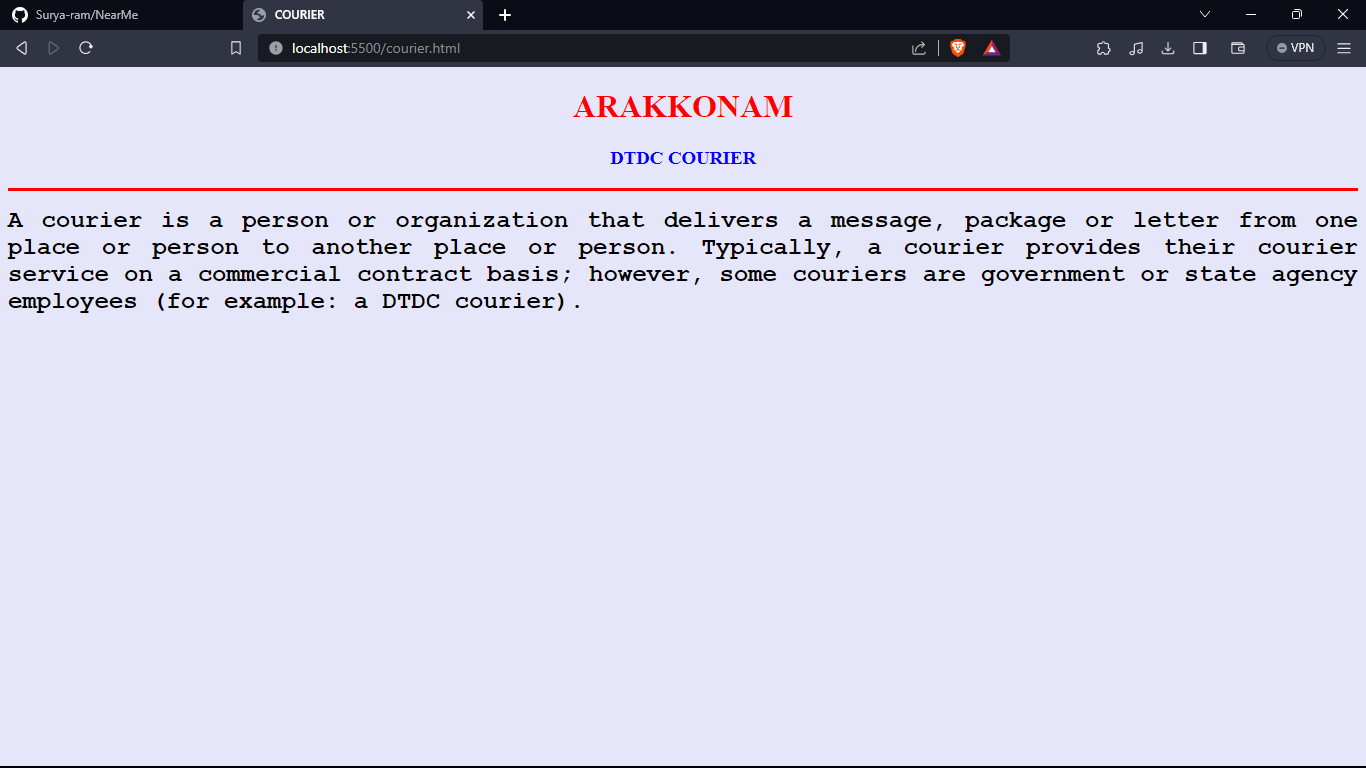 Surya-ram/NearMe
COURIER
localhost:5500/courier.html
VPN
ARAKKONAM
DTDC COURIER
A courier is a person or organization that delivers a message, package or letter from one
place or person to another place or person. Typically, a courier provides their courier
service on a commercial contract basis; however, some couriers are government or state agency
employees (for example: a DTDC courier).